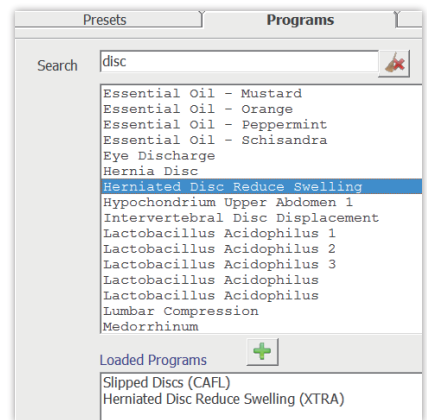 Presets Programs
Search disc
Essential Oil - Mustard
Essential Oil - Orange
Essential Oil - Peppermint
Essential Oil - Schisandra
Eye Discharge
Hernia Disc
Herniated Disc Reduce Swelling
Hypochondrium Upper Abdomen 1
Intervertebral Disc Displacement
Lactobacillus Acidophilus 1
Lactobacillus Acidophilus 2
Lactobacillus Acidophilus 3
Lactobacillus Acidophilus
Lactobacillus Acidophilus
Lumbar Compression
Medorrhinum
Loaded Programs
Slipped Discs (CAFL)
Herniated Disc Reduce Swelling (XTRA)